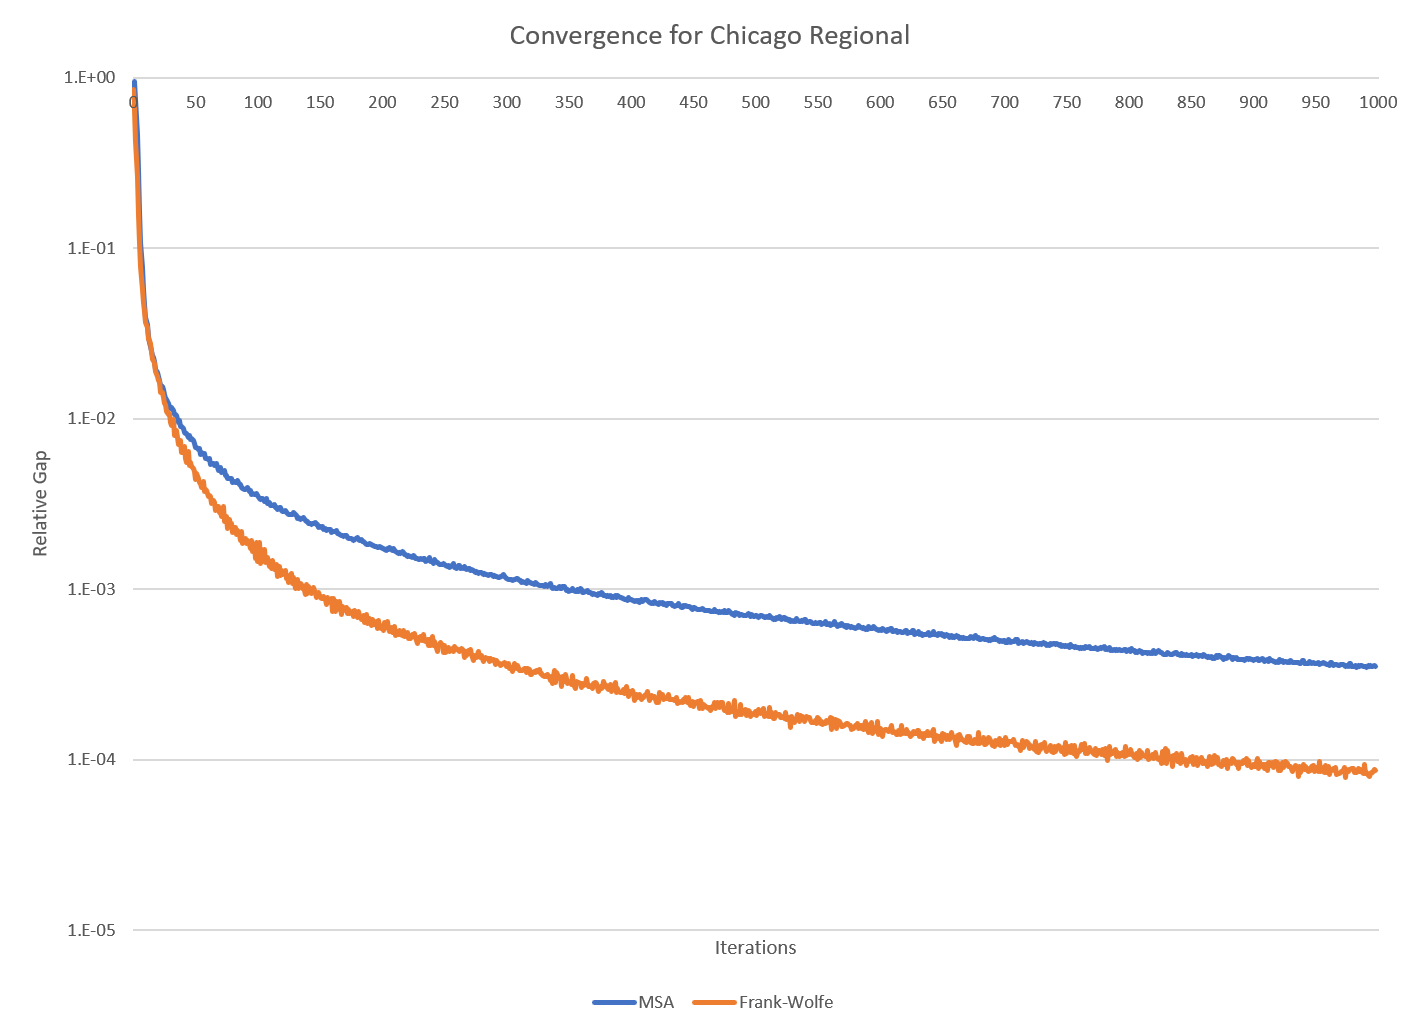 Convergence for Chicago Regional
1.E+00
0 50 100 150 200 250 300 350 400 450 500 550 600 650 700 750 800 850 900 950 1000
1.E-01
1.E-02
Relative Gap
1.E-03
1.E-04
1.E-05
Iterations
MSA Frank-Wolfe